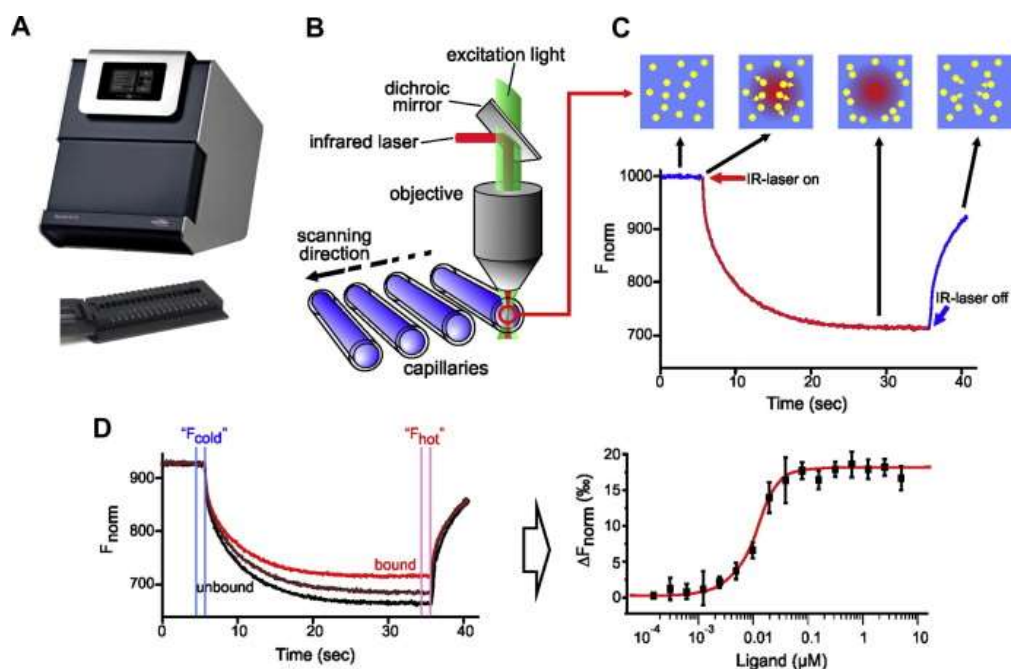 A
B
excitation light
dichroic
mirror
infrared laser
objective
scanning
direction
capillaries
C
1000
900
800
700
F norm
IR-laser on
IR-laser off
0
10
20
30
40
Time (sec)
D
"Fcold"
"Fhot"
900
800
700
F norm
bound
unbound
0
10
20
30
40
Time (sec)
20
15
10
5
0
ΔFnorm (‰)
10-4
10-3
0.01
0.1
1
10
Ligand (µM)